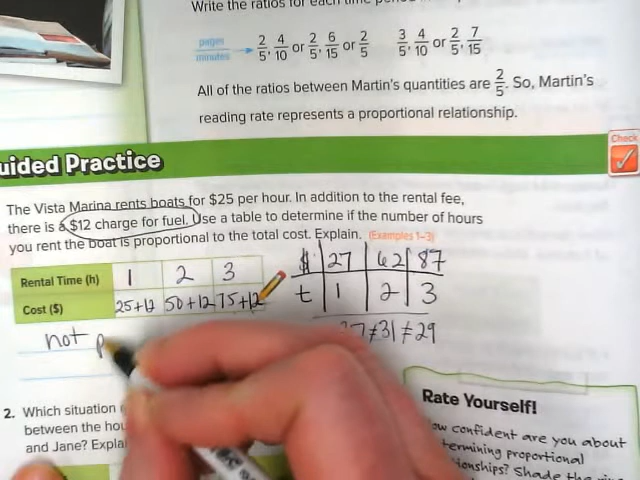 Write the ratios for each time
pages
minutes
2/5, 4/10 or 2/5, 6/15 or 2/5 3/5, 4/10 or 2/5, 7/15
All of the ratios between Martin's quantities are 2/5. So, Martin's
reading rate represents a proportional relationship.
uided Practice
Check
The Vista Marina rents boats for $25 per hour. In addition to the rental fee,
there is a $12 charge for fuel. Use a table to determine if the number of hours
you rent the boat is proportional to the total cost. Explain. (Examples 1–3)
Rental Time (h) 1 2 3
Cost ($) 25+12 50+12 75+12
$ 27 62 87
t 1 2 3
≠31≠29
not p
2. Which situation
between the hou
and Jane? Expla
Rate Yourself!
ow confident are you about
termining proportional
ionships? Shade the